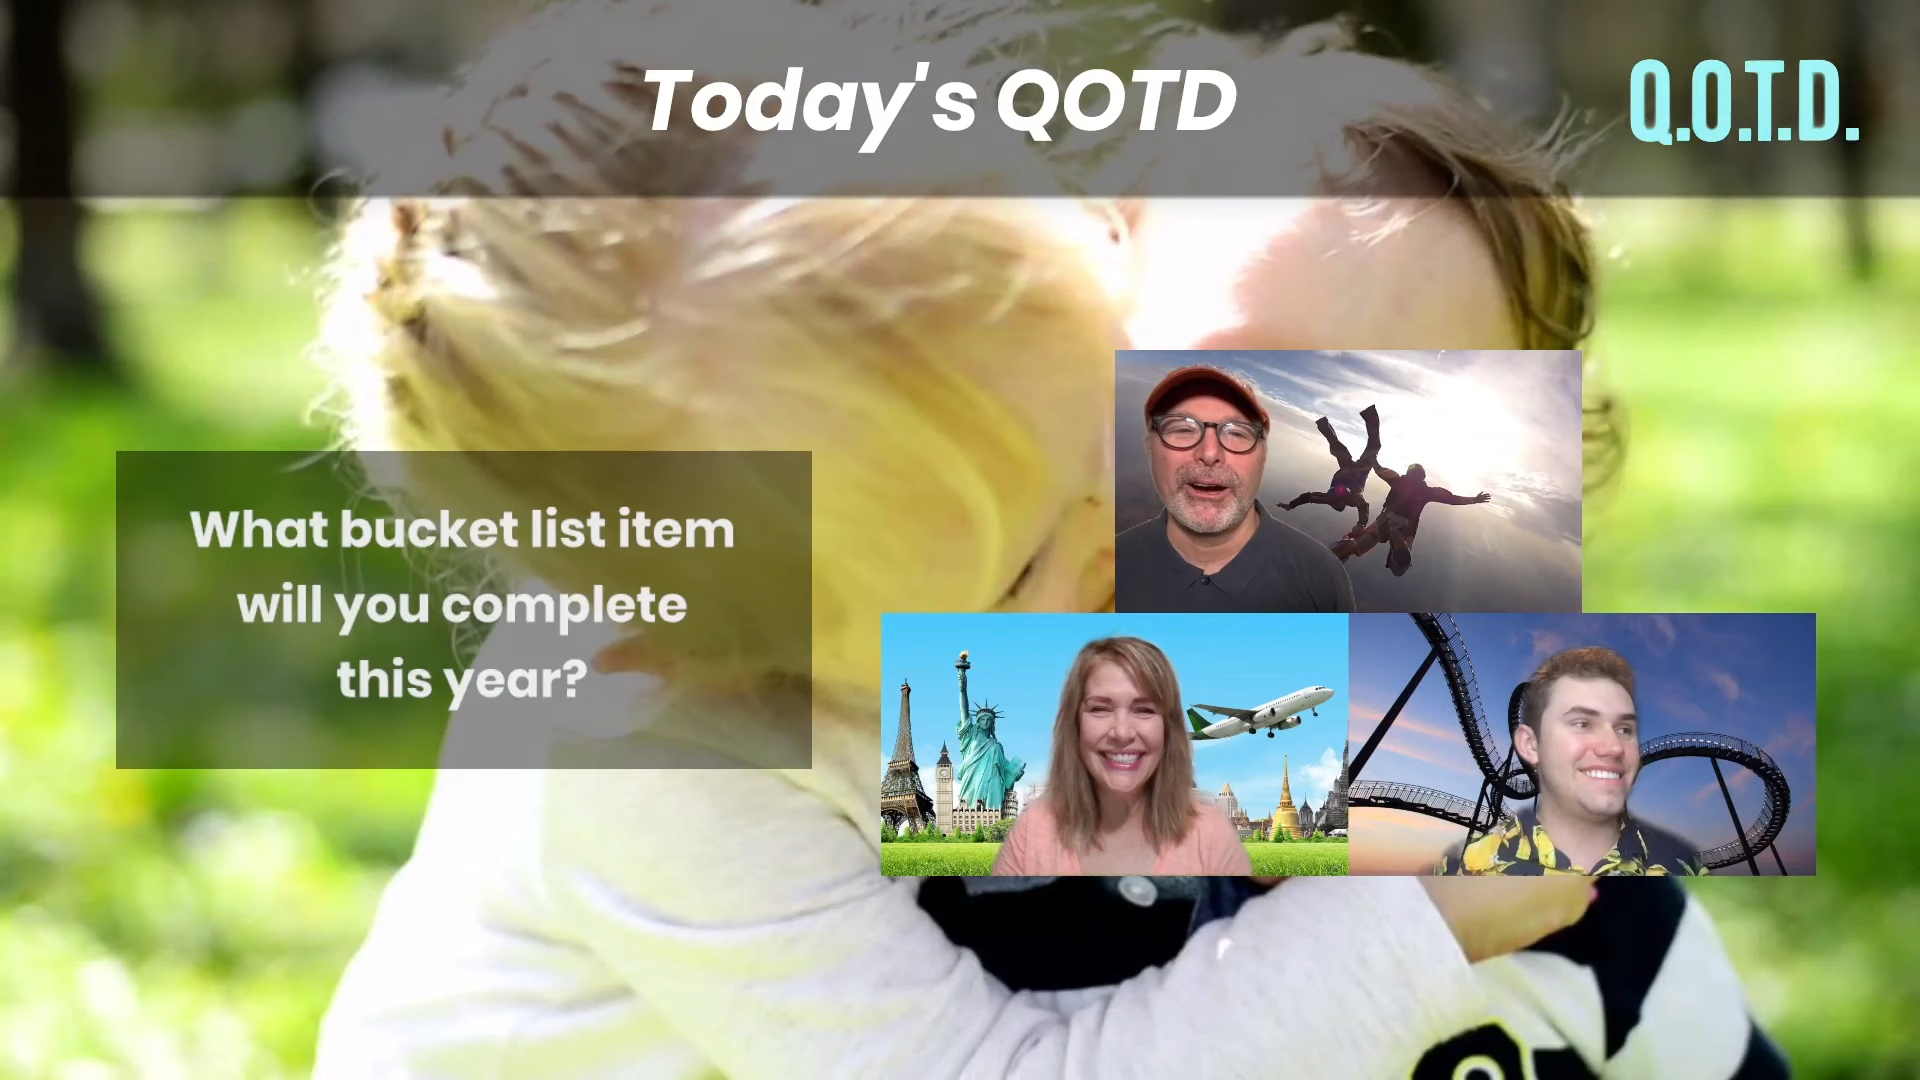 Today's QOTD
Q.O.T.D.
What bucket list item
will you complete
this year?